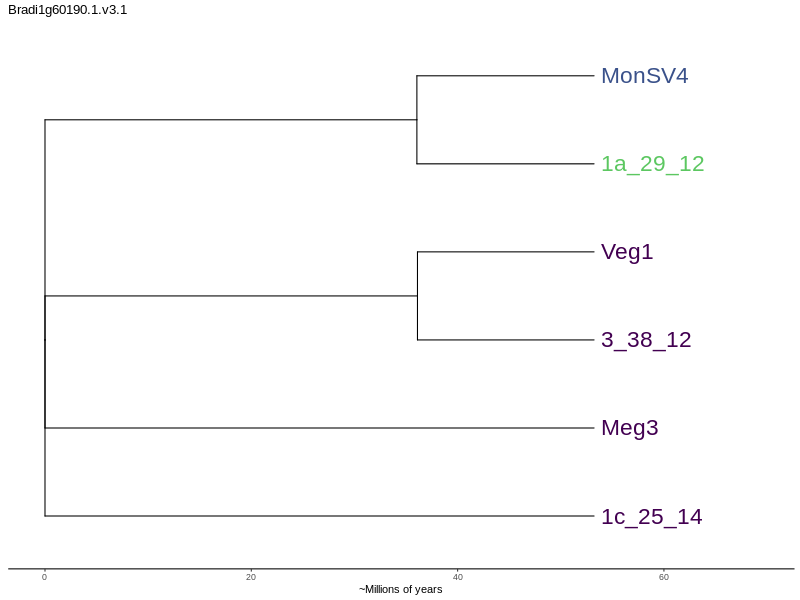 Bradi1g60190.1.v3.1
MonSV4
1a_29_12
Veg1
3_38_12
Meg3
1c_25_14
0 20 40 60
~Millions of years